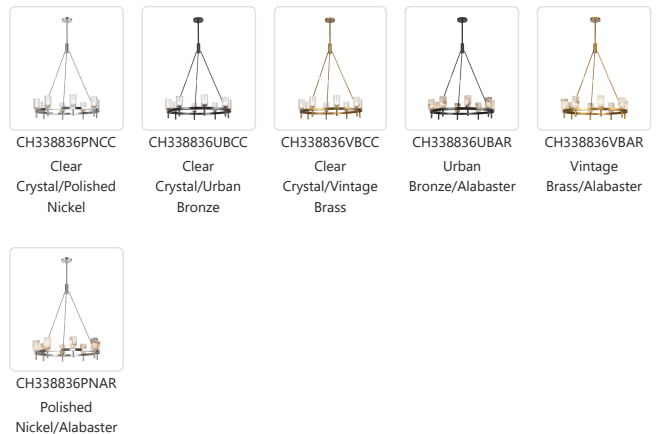 CH338836PNCC
Clear
Crystal/Polished
Nickel
CH338836UBCC
Clear
Crystal/Urban
Bronze
CH338836VBCC
Clear
Crystal/Vintage
Brass
CH338836UBAR
Urban
Bronze/Alabaster
CH338836VBAR
Vintage
Brass/Alabaster
CH338836PNAR
Polished
Nickel/Alabaster